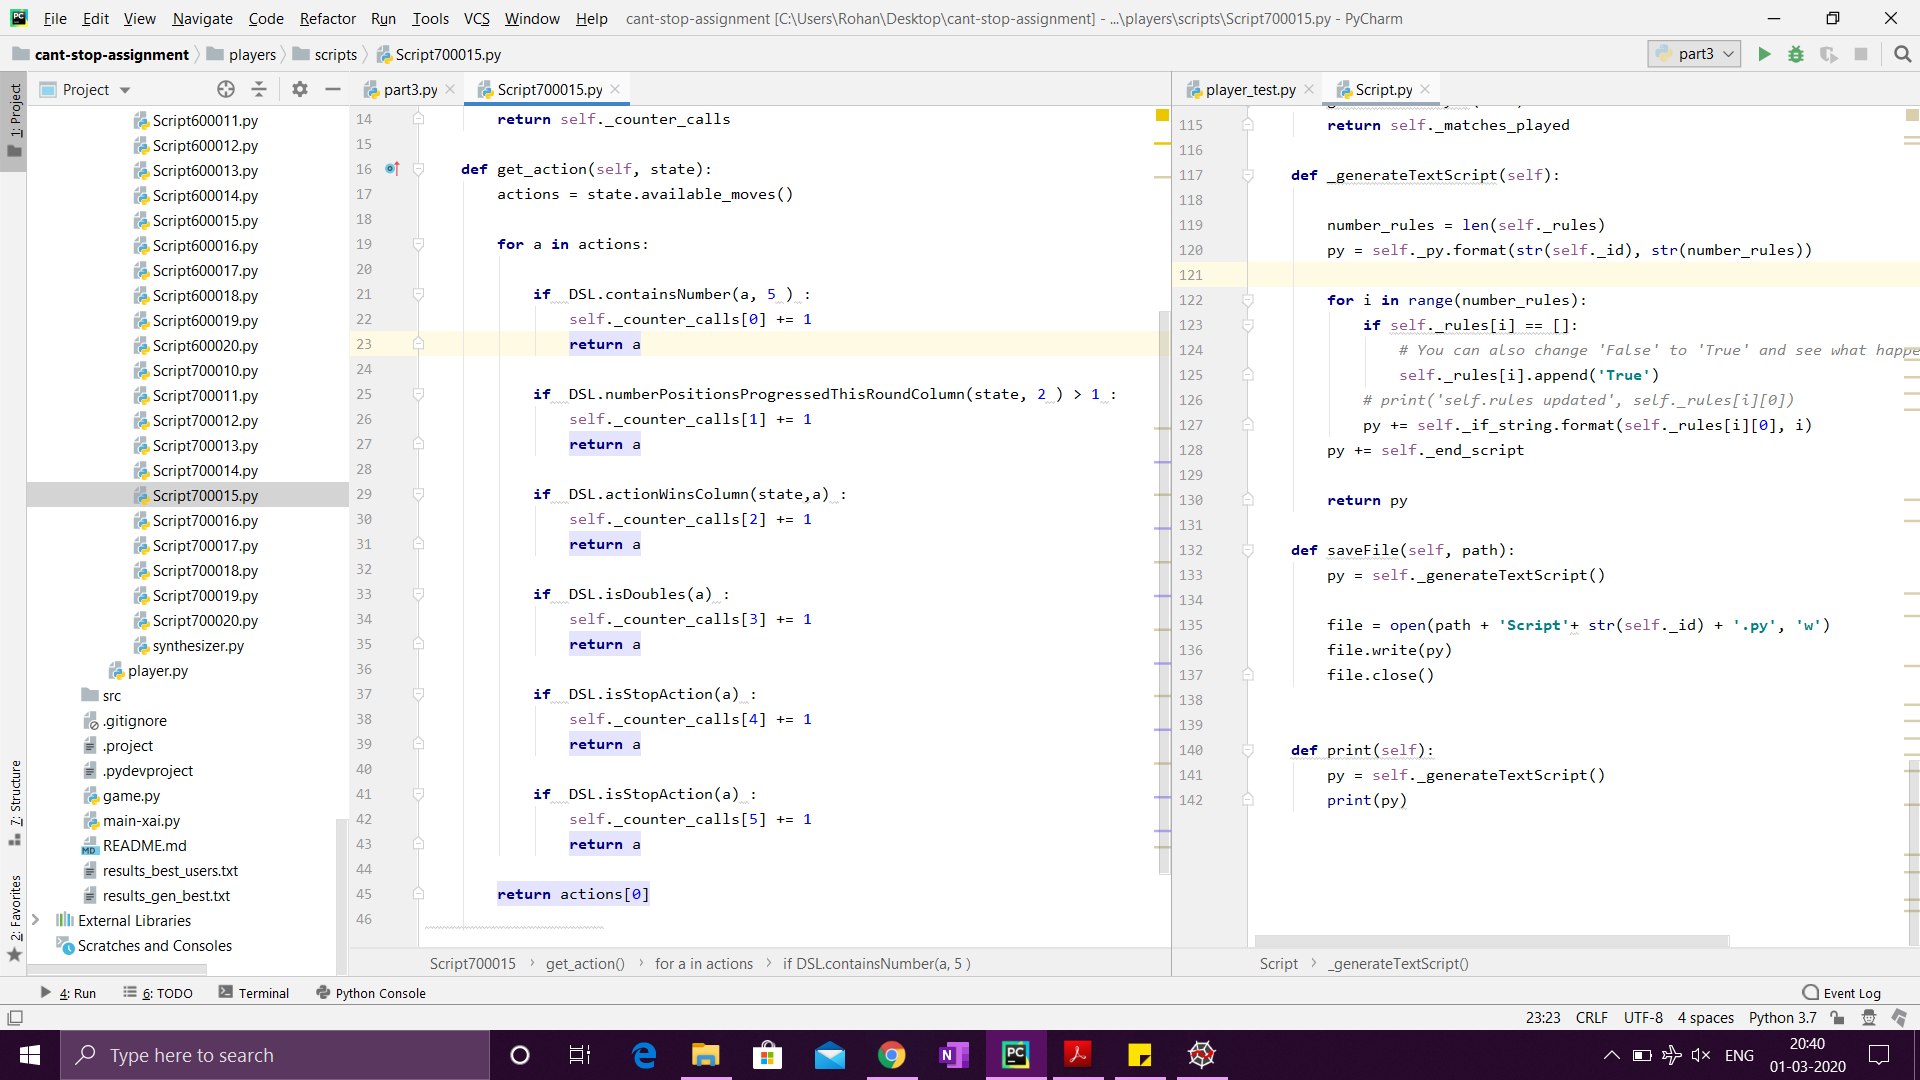 File Edit View Navigate Code Refactor Run Tools VCS Window Help cant-stop-assignment [C:\Users\Rohan\Desktop\cant-stop-assignment] - ...\players\scripts\Script700015.py - PyCharm
cant-stop-assignment players scripts Script700015.py part3
Project part3.py Script700015.py player_test.py Script.py
1: Project
7: Structure
2: Favorites
Script600011.py
Script600012.py
Script600013.py
Script600014.py
Script600015.py
Script600016.py
Script600017.py
Script600018.py
Script600019.py
Script600020.py
Script700010.py
Script700011.py
Script700012.py
Script700013.py
Script700014.py
Script700015.py
Script700016.py
Script700017.py
Script700018.py
Script700019.py
Script700020.py
synthesizer.py
player.py
src
.gitignore
.project
.pydevproject
game.py
main-xai.py
README.md
results_best_users.txt
results_gen_best.txt
External Libraries
Scratches and Consoles
14 return self._counter_calls
15
16 def get_action(self, state):
17 actions = state.available_moves()
18
19 for a in actions:
20
21 if DSL.containsNumber(a, 5 ) :
22 self._counter_calls[0] += 1
23 return a
24
25 if DSL.numberPositionsProgressedThisRoundColumn(state, 2 ) > 1 :
26 self._counter_calls[1] += 1
27 return a
28
29 if DSL.actionWinsColumn(state,a) :
30 self._counter_calls[2] += 1
31 return a
32
33 if DSL.isDoubles(a) :
34 self._counter_calls[3] += 1
35 return a
36
37 if DSL.isStopAction(a) :
38 self._counter_calls[4] += 1
39 return a
40
41 if DSL.isStopAction(a) :
42 self._counter_calls[5] += 1
43 return a
44
45 return actions[0]
46
Script700015 get_action() for a in actions if DSL.containsNumber(a, 5 )
115 return self._matches_played
116
117 def _generateTextScript(self):
118
119 number_rules = len(self._rules)
120 py = self._py.format(str(self._id), str(number_rules))
121
122 for i in range(number_rules):
123 if self._rules[i] == []:
124 # You can also change 'False' to 'True' and see what happe
125 self._rules[i].append('True')
126 # print('self.rules updated', self._rules[i][0])
127 py += self._if_string.format(self._rules[i][0], i)
128 py += self._end_script
129
130 return py
131
132 def saveFile(self, path):
133 py = self._generateTextScript()
134
135 file = open(path + 'Script'+ str(self._id) + '.py', 'w')
136 file.write(py)
137 file.close()
138
139
140 def print(self):
141 py = self._generateTextScript()
142 print(py)
Script _generateTextScript()
4: Run 6: TODO Terminal Python Console Event Log
23:23 CRLF UTF-8 4 spaces Python 3.7
Type here to search
ENG
20:40
01-03-2020